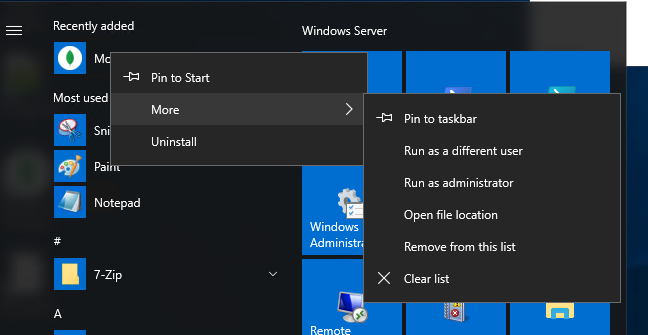 Recently added
Windows Server
Mo
Pin to Start
Most used
More
Pin to taskbar
Sni
Uninstall
Run as a different user
Paint
Run as administrator
Notepad
Open file location
Windows
Administra
#
Remove from this list
7-Zip
Clear list
A
Remote